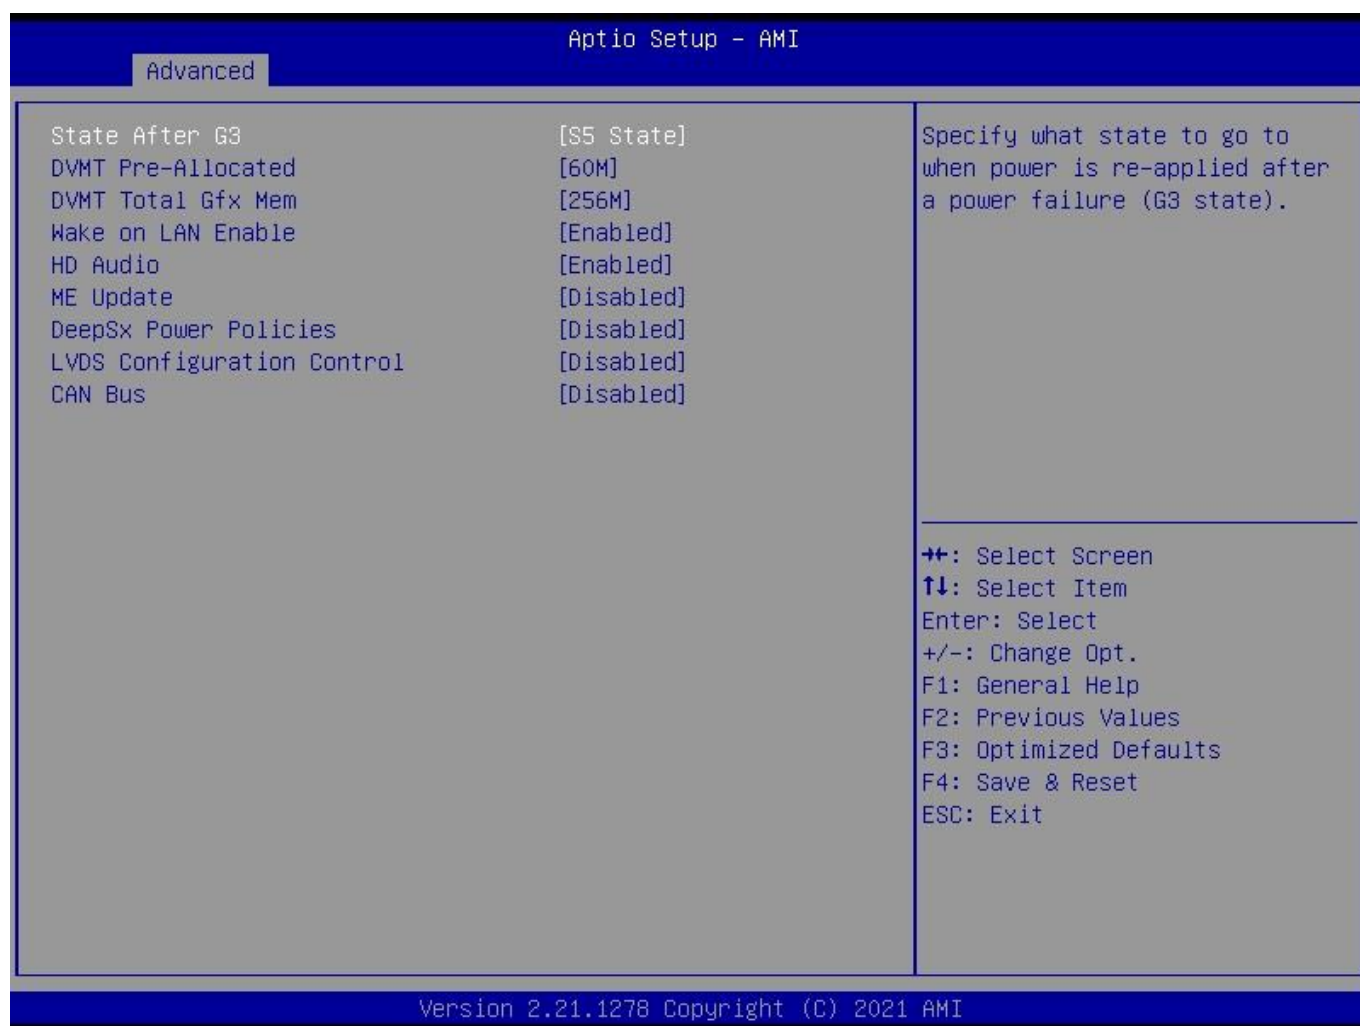 Aptio Setup – AMI
Advanced
State After G3 [S5 State]
DVMT Pre-Allocated [60M]
DVMT Total Gfx Mem [256M]
Wake on LAN Enable [Enabled]
HD Audio [Enabled]
ME Update [Disabled]
DeepSx Power Policies [Disabled]
LVDS Configuration Control [Disabled]
CAN Bus [Disabled]
Specify what state to go to
when power is re-applied after
a power failure (G3 state).
→←: Select Screen
↑↓: Select Item
Enter: Select
+/-: Change Opt.
F1: General Help
F2: Previous Values
F3: Optimized Defaults
F4: Save & Reset
ESC: Exit
Version 2.21.1278 Copyright (C) 2021 AMI